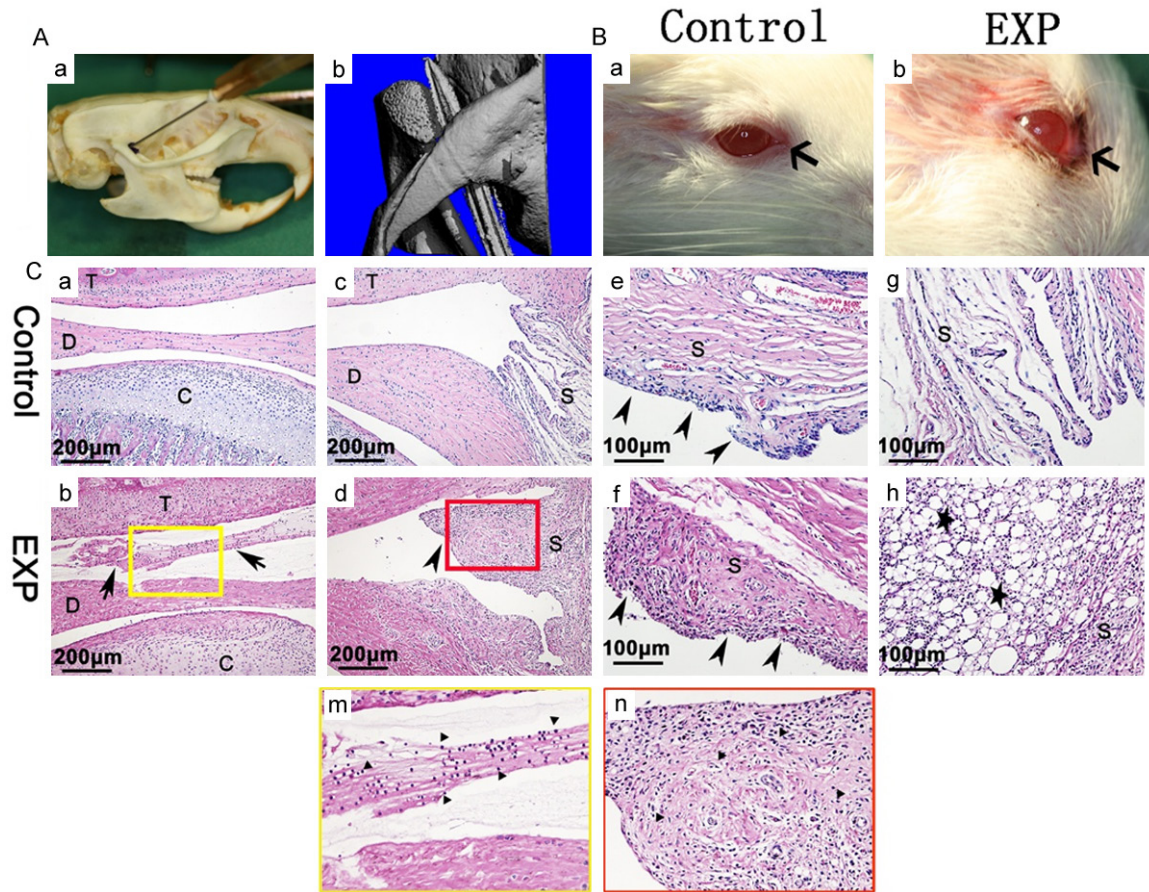 Control EXP
A B
a b a b
C
Control
a T D C 200µm
c T D S 200µm
e S 100µm
g S 100µm
EXP
b T D C 200µm
d S 200µm
f S 100µm
h S 100µm
m n